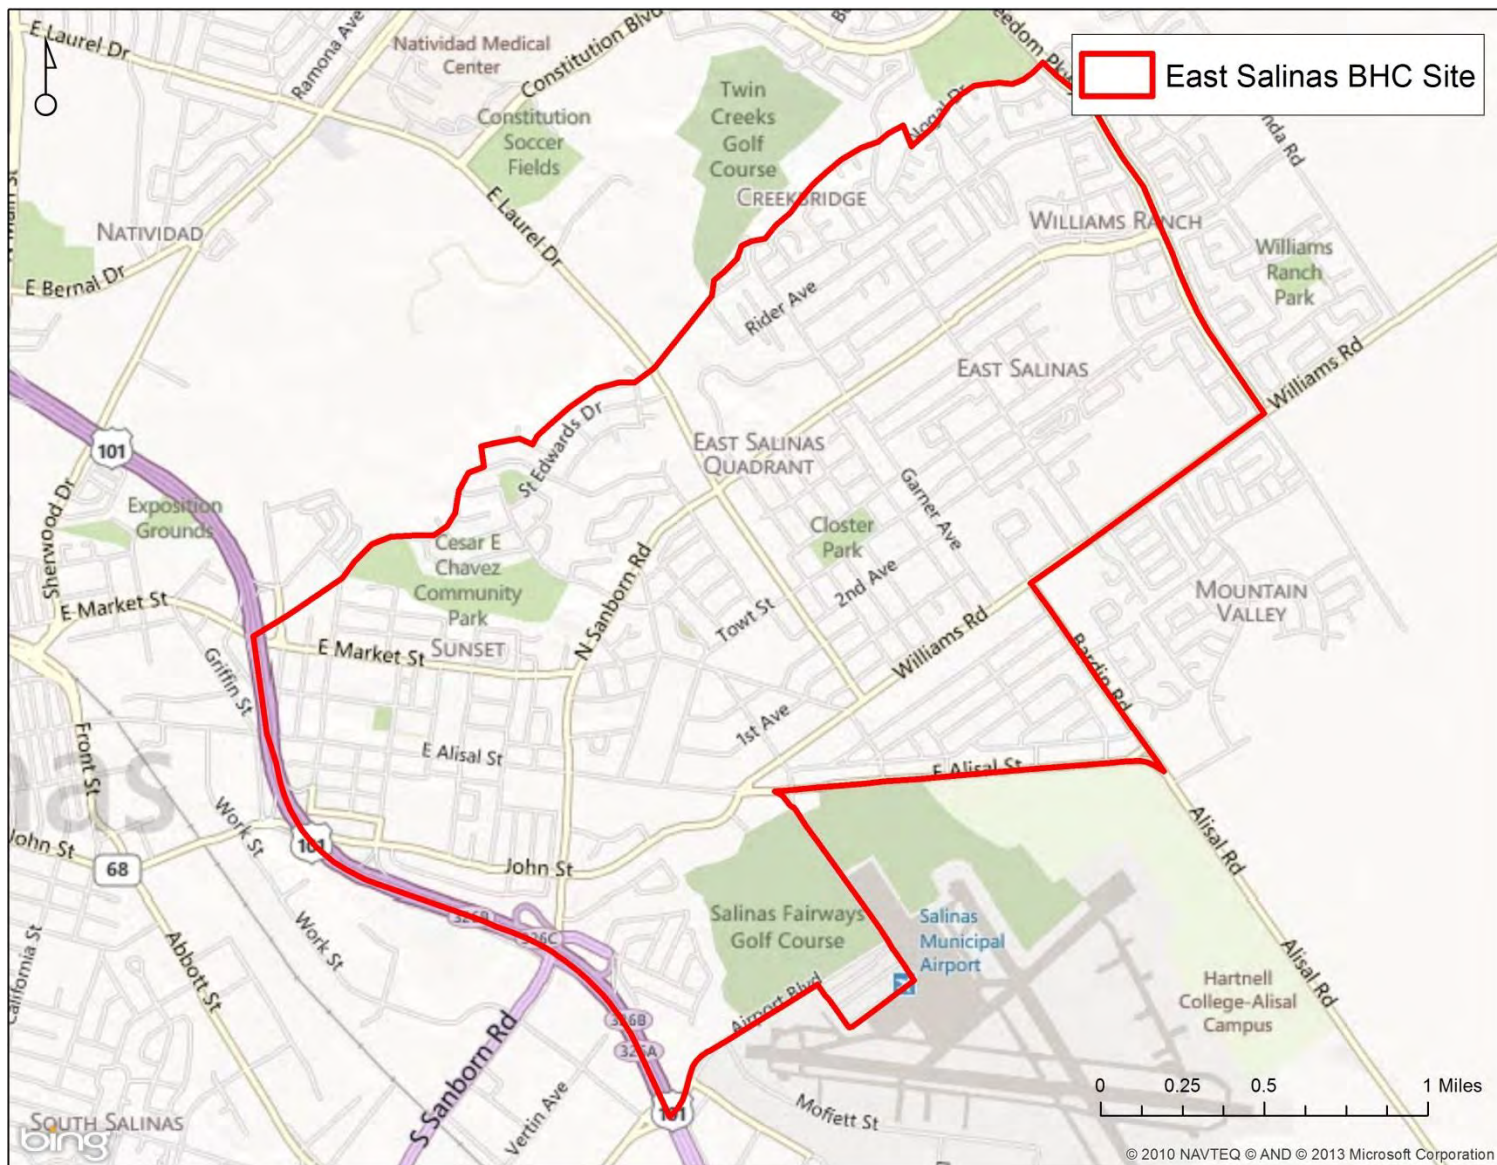 E Laurel Dr
Ramona Ave
Natividad Medical
Center
Constitution Blvd
Constitution
Soccer
Fields
Twin
Creeks
Golf
Course
Nogal Dr
East Salinas BHC Site
CREEKBRIDGE
WILLIAMS RANCH
Williams
Ranch
Park
NATIVIDAD
E Bernal Dr
E Laurel Dr
Rider Ave
EAST SALINAS
Williams Rd
101
EAST SALINAS
QUADRANT
St Edwards Dr
Garner Ave
Exposition
Grounds
Sherwood Dr
Closter
Park
Cesar E
Chavez
Community
Park
N Sanborn Rd
2nd Ave
MOUNTAIN
VALLEY
E Market St
Towt St
Williams Rd
E Market St
SUNSET
Griffin St
Bardin Rd
1st Ave
Front St
E Alisal St
E Alisal St
nas
Work St
John St
68
101
John St
Alisal Rd
Salinas Fairways
Golf Course
Salinas
Municipal
Airport
326B
326C
Work St
Abbott St
California St
Airport Blvd
Hartnell
College-Alisal
Campus
Alisal Rd
326B
326A
S Sanborn Rd
Vertin Ave
101
Moffett St
0 0.25 0.5 1 Miles
SOUTH SALINAS
bing
© 2010 NAVTEQ © AND © 2013 Microsoft Corporation